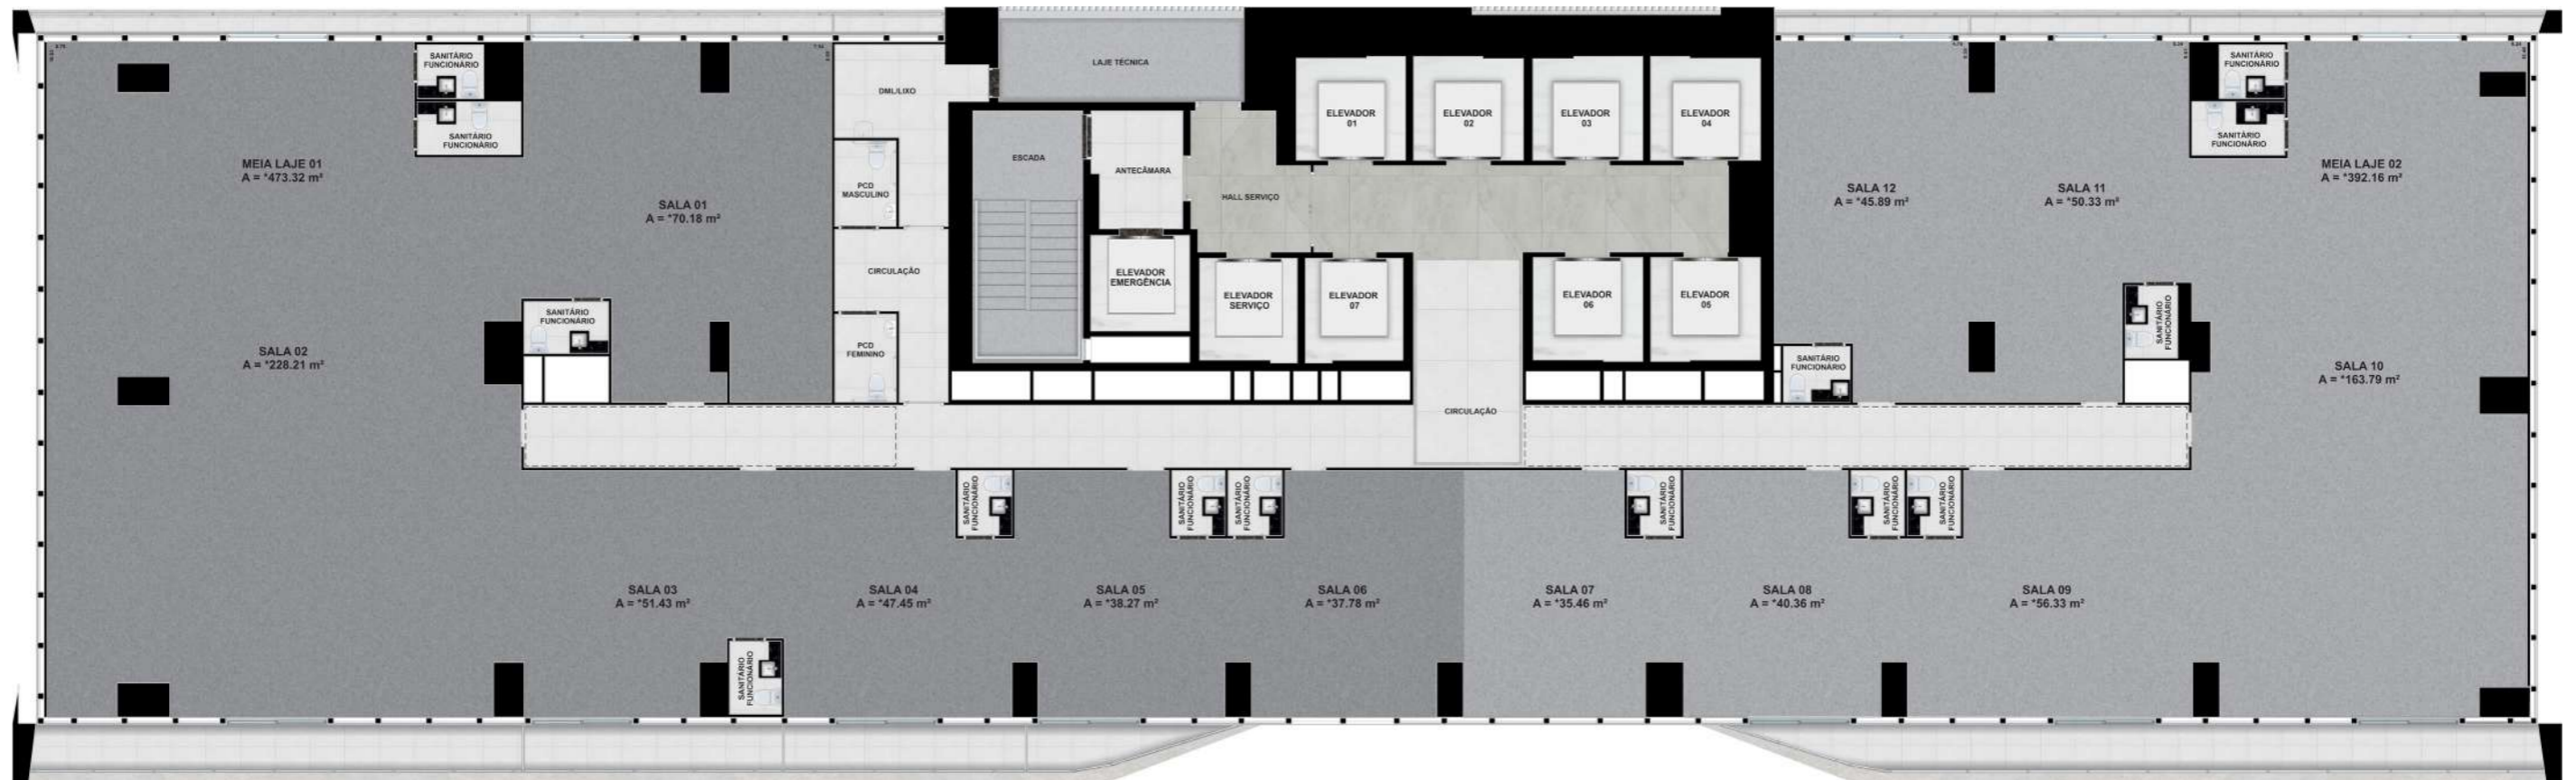 SANITÁRIO
FUNCIONÁRIO
SANITÁRIO
FUNCIONÁRIO
MEIA LAJE 01
A = *473.32 m²
SALA 01
A = *70.18 m²
SALA 02
A = *228.21 m²
SANITÁRIO
FUNCIONÁRIO
DML/LIXO
PCD
MASCULINO
CIRCULAÇÃO
PCD
FEMININO
LAJE TÉCNICA
ESCADA
ANTECÂMARA
HALL SERVIÇO
ELEVADOR
EMERGÊNCIA
ELEVADOR
SERVIÇO
ELEVADOR
07
ELEVADOR
01
ELEVADOR
02
ELEVADOR
03
ELEVADOR
04
ELEVADOR
06
ELEVADOR
05
CIRCULAÇÃO
SALA 12
A = *45.89 m²
SALA 11
A = *50.33 m²
SANITÁRIO
FUNCIONÁRIO
SANITÁRIO
FUNCIONÁRIO
MEIA LAJE 02
A = *392.16 m²
SANITÁRIO
FUNCIONÁRIO
SANITÁRIO
FUNCIONÁRIO
SALA 10
A = *163.79 m²
SANITÁRIO
FUNCIONÁRIO
SANITÁRIO
FUNCIONÁRIO
SANITÁRIO
FUNCIONÁRIO
SANITÁRIO
FUNCIONÁRIO
SANITÁRIO
FUNCIONÁRIO
SANITÁRIO
FUNCIONÁRIO
SALA 03
A = *51.43 m²
SALA 04
A = *47.45 m²
SALA 05
A = *38.27 m²
SALA 06
A = *37.78 m²
SALA 07
A = *35.46 m²
SALA 08
A = *40.36 m²
SALA 09
A = *56.33 m²
SANITÁRIO
FUNCIONÁRIO